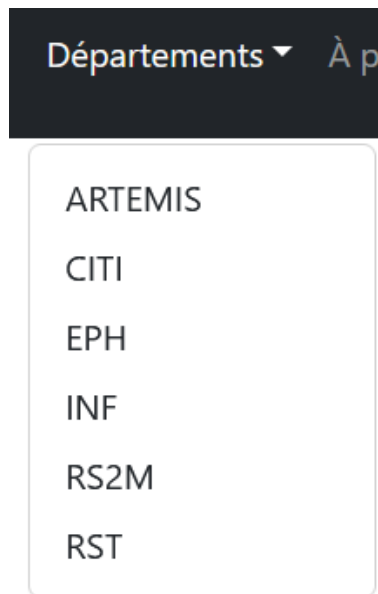 Départements À p
ARTEMIS
CITI
EPH
INF
RS2M
RST